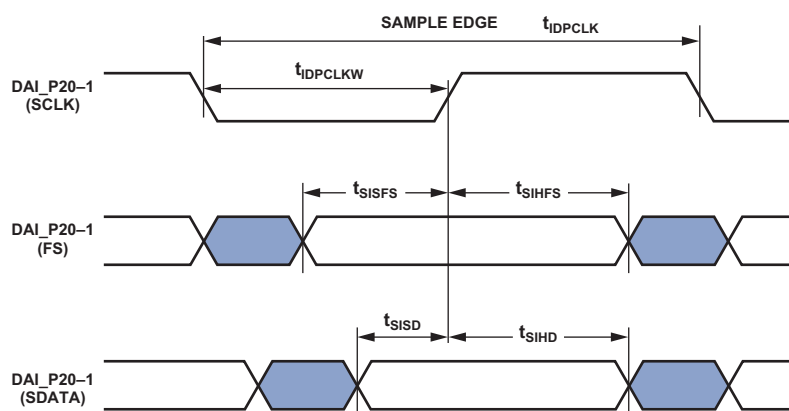 SAMPLE EDGE
tIDPCLK
tIDPCLKW
DAI_P20–1
(SCLK)
tSISFS
tSIHFS
DAI_P20–1
(FS)
tSISD
tSIHD
DAI_P20–1
(SDATA)